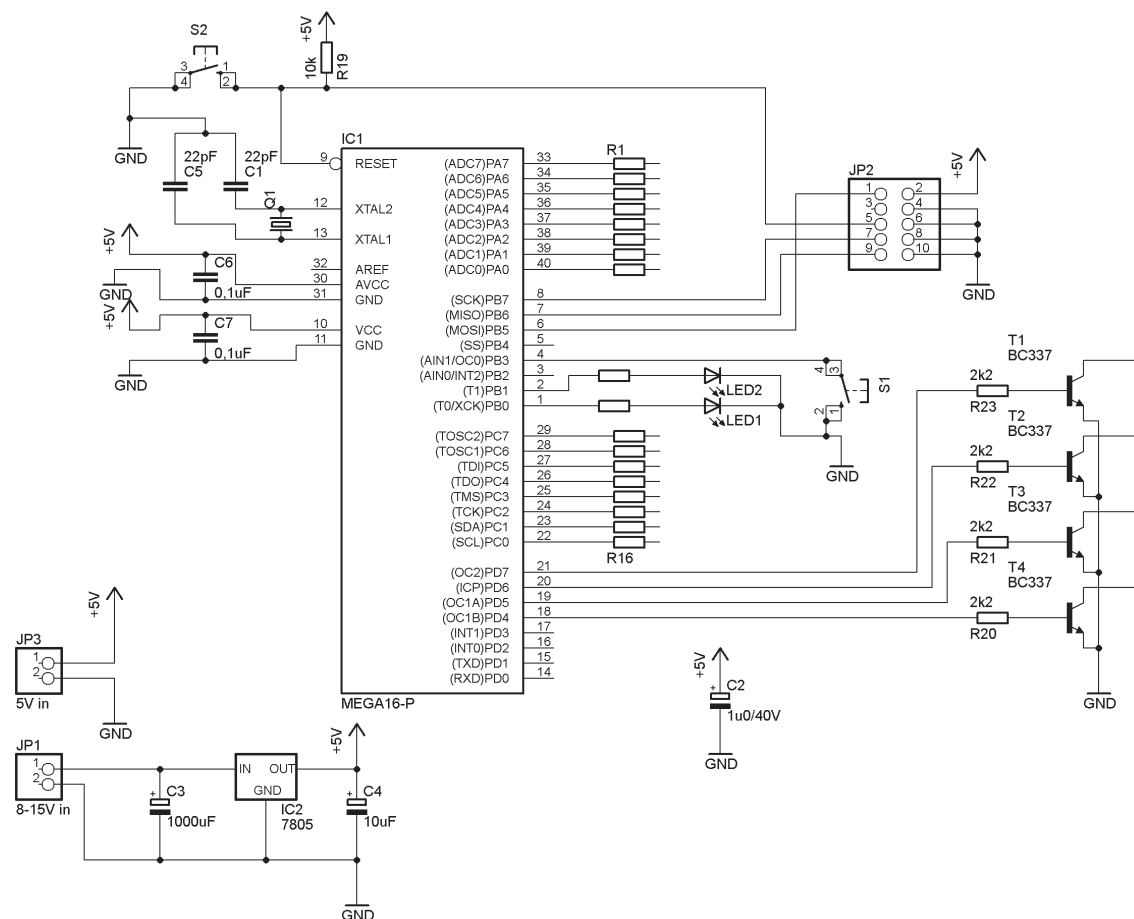 +5V
S2
3 1
4 2
10k
R19
GND
22pF
C5
22pF
C1
Q1
IC1
9 RESET
12 XTAL2
13 XTAL1
32 AREF
30 AVCC
31 GND
10 VCC
11 GND
+5V
C6
0,1uF
GND
+5V
C7
0,1uF
GND
(ADC7)PA7 33
(ADC6)PA6 34
(ADC5)PA5 35
(ADC4)PA4 36
(ADC3)PA3 37
(ADC2)PA2 38
(ADC1)PA1 39
(ADC0)PA0 40
R1
(SCK)PB7 8
(MISO)PB6 7
(MOSI)PB5 6
(SS)PB4 5
(AIN1/OC0)PB3 4
(AIN0/INT2)PB2 3
(T1)PB1 2
(T0/XCK)PB0 1
LED2
LED1
(TOSC2)PC7 29
(TOSC1)PC6 28
(TDI)PC5 27
(TDO)PC4 26
(TMS)PC3 25
(TCK)PC2 24
(SDA)PC1 23
(SCL)PC0 22
R16
(OC2)PD7 21
(ICP)PD6 20
(OC1A)PD5 19
(OC1B)PD4 18
(INT1)PD3 17
(INT0)PD2 16
(TXD)PD1 15
(RXD)PD0 14
MEGA16-P
JP2
1 2
3 4
5 6
7 8
9 10
+5V
GND
4 3
2 1
S1
GND
T1
BC337
2k2
R23
T2
BC337
2k2
R22
T3
BC337
2k2
R21
T4
BC337
2k2
R20
GND
+5V
C2
1u0/40V
GND
JP3
1
2
5V in
+5V
GND
JP1
1
2
8-15V in
C3
1000uF
IN OUT
GND
IC2
7805
+5V
C4
10uF
GND